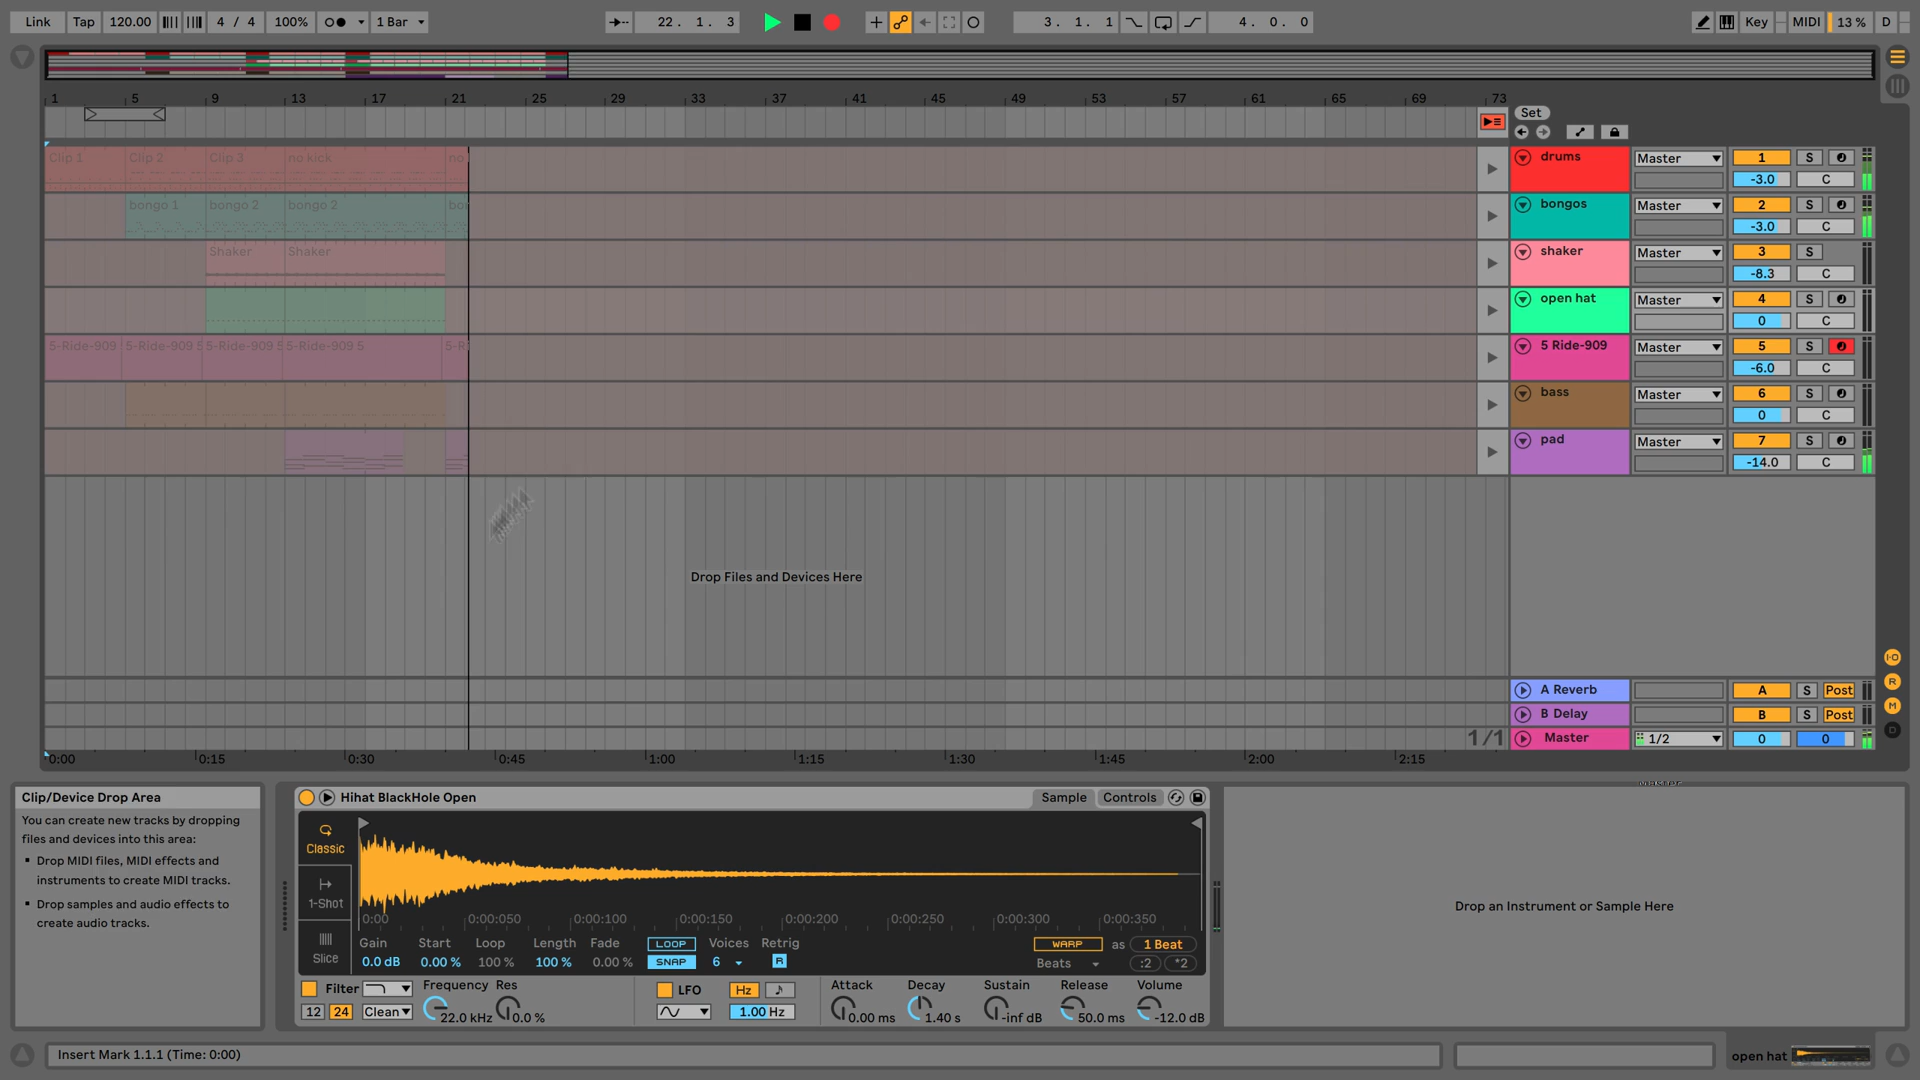 Link Tap 120.00 4 / 4 100% 1 Bar 22. 1. 3 3. 1. 1 4. 0. 0 Key MIDI 13 % D
1 5 9 13 17 21 25 29 33 37 41 45 49 53 57 61 65 69 73
Set
Clip 1 Clip 2 Clip 3 no kick no
drums Master 1 S
-3.0 C
bongo 1 bongo 2 bongo 2 bon
bongos Master 2 S
-3.0 C
Shaker Shaker
shaker Master 3 S
-8.3 C
open hat Master 4 S
0 C
5-Ride-909 5-Ride-909 5 5-Ride-909 5 5-Ride-909 5 5-R
5 Ride-909 Master 5 S
-6.0 C
bass Master 6 S
0 C
pad Master 7 S
-14.0 C
Drop Files and Devices Here
I·O
R
M
D
A Reverb A S Post
B Delay B S Post
1/1 Master 1/2 0 0
0:00 0:15 0:30 0:45 1:00 1:15 1:30 1:45 2:00 2:15
Clip/Device Drop Area
You can create new tracks by dropping
files and devices into this area:
▪ Drop MIDI files, MIDI effects and
instruments to create MIDI tracks.
▪ Drop samples and audio effects to
create audio tracks.
Hihat BlackHole Open Sample Controls
Classic
1-Shot
Slice
0:00 0:00:050 0:00:100 0:00:150 0:00:200 0:00:250 0:00:300 0:00:350
Gain Start Loop Length Fade LOOP Voices Retrig WARP as 1 Beat
0.0 dB 0.00 % 100 % 100 % 0.00 % SNAP 6 R Beats :2 *2
Filter Frequency Res LFO Hz Attack Decay Sustain Release Volume
12 24 Clean 22.0 kHz 0.0 % 1.00 Hz 0.00 ms 1.40 s -inf dB 50.0 ms -12.0 dB
Drop an Instrument or Sample Here
Insert Mark 1.1.1 (Time: 0:00)
open hat